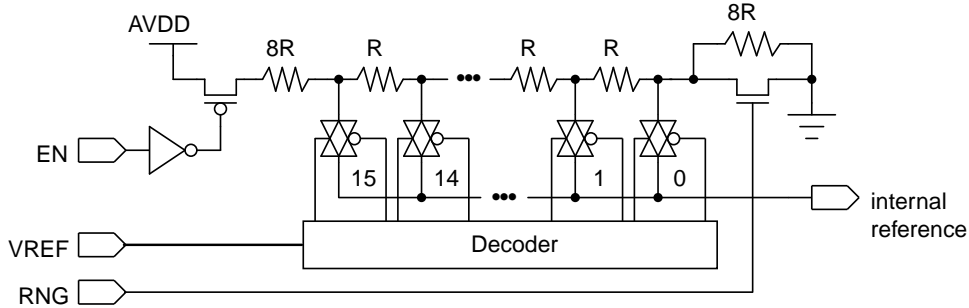 AVDD
8R
R
R
R
8R
EN
15
14
1
0
internal
reference
VREF
Decoder
RNG